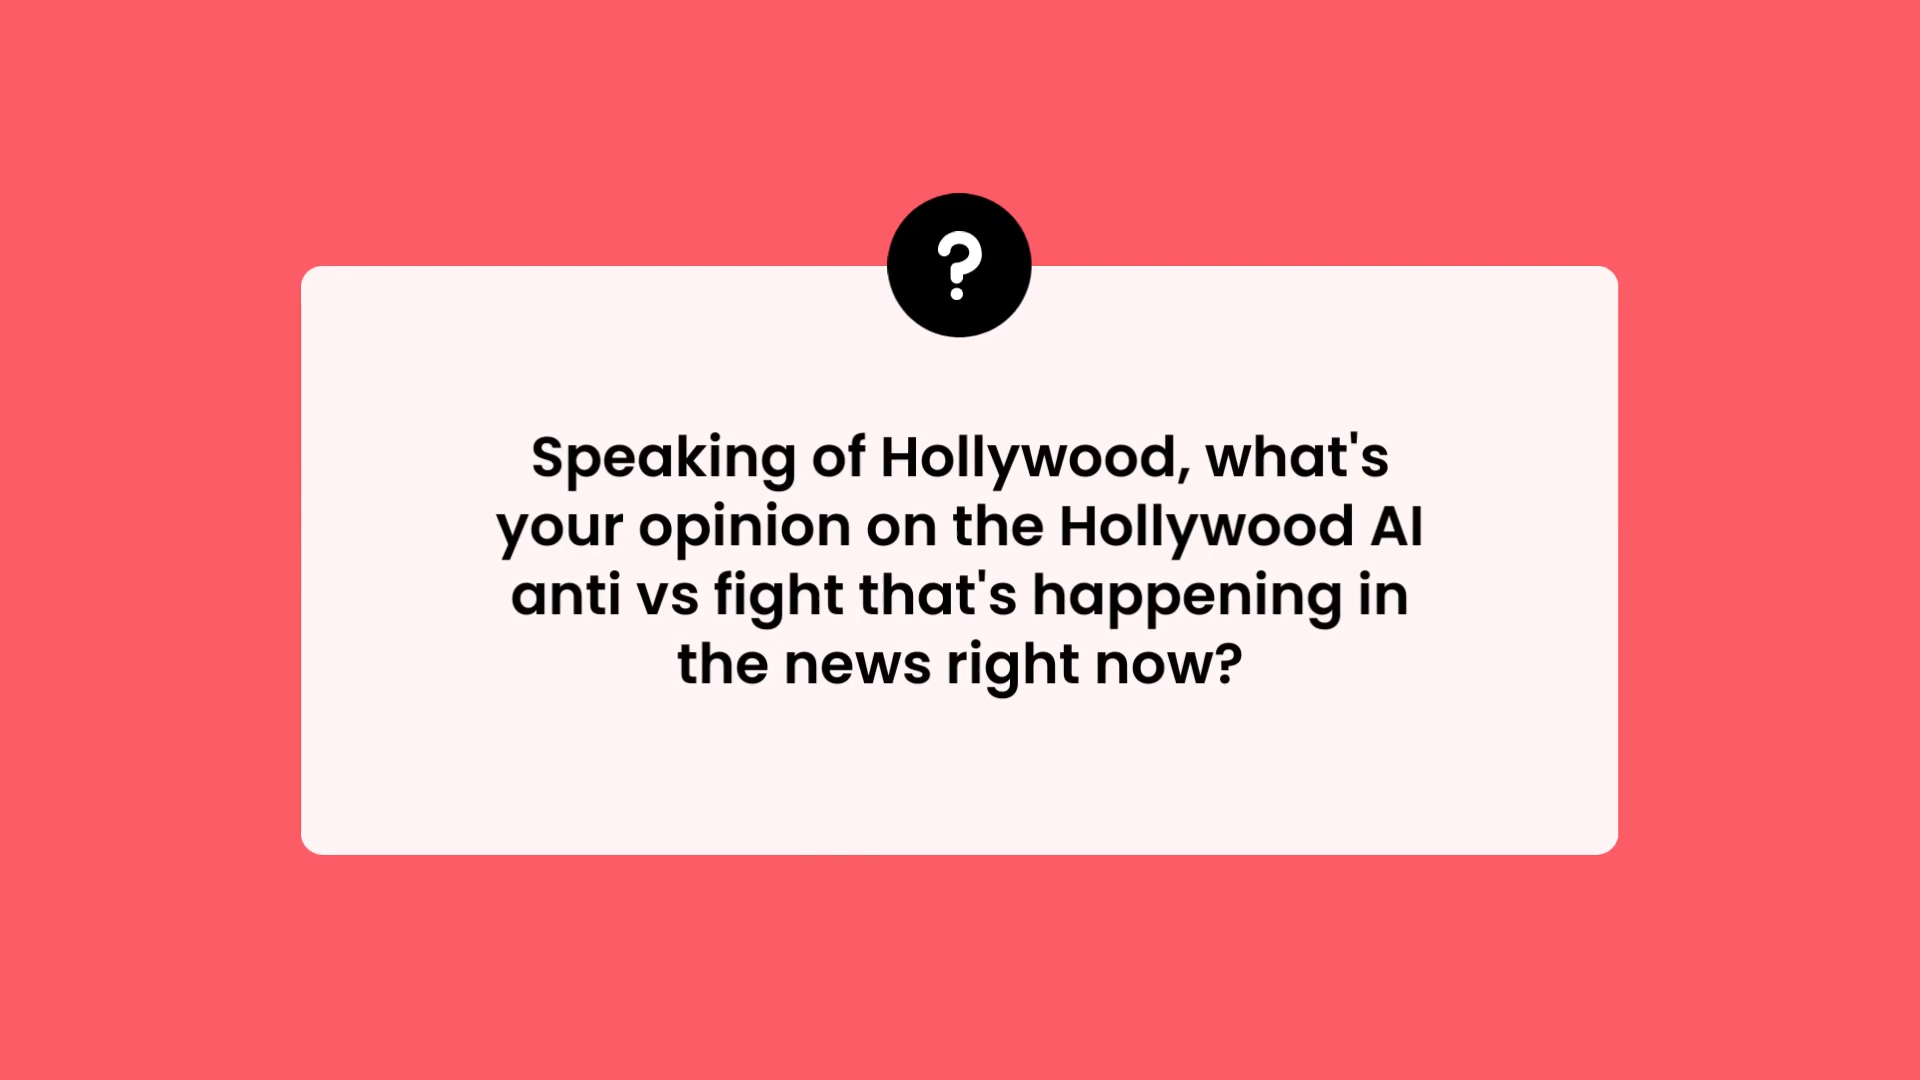 ?
Speaking of Hollywood, what's
your opinion on the Hollywood AI
anti vs fight that's happening in
the news right now?